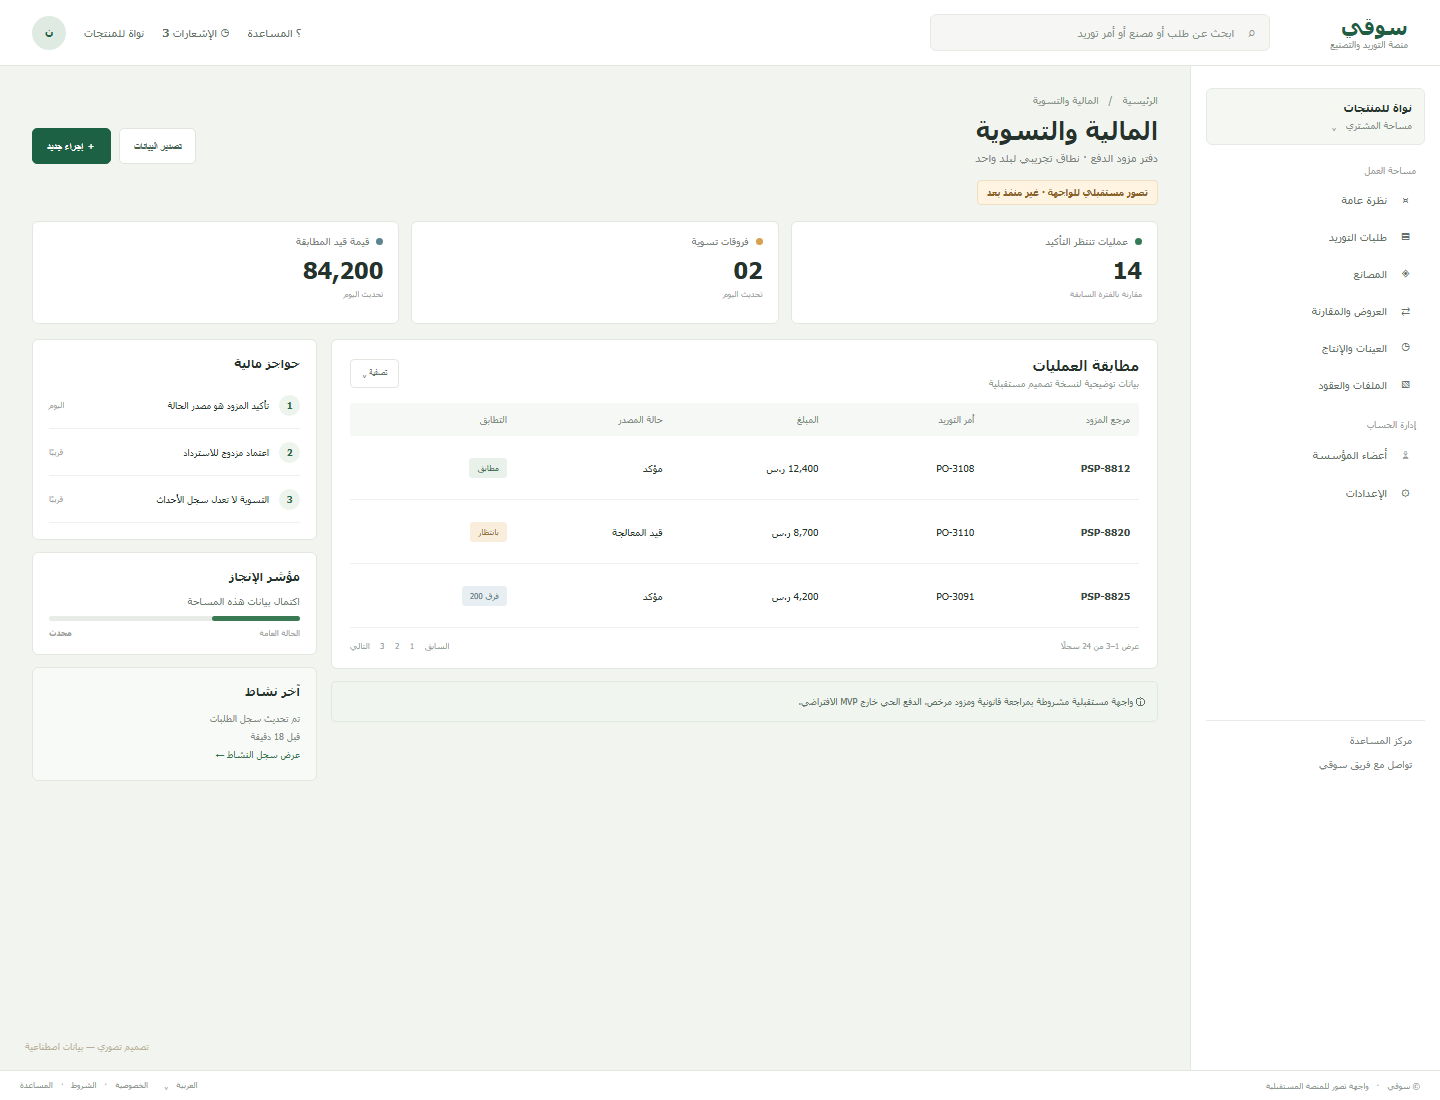 سوقي
منصة التوريد والتصنيع
ابحث عن طلب أو مصنع أو أمر توريد
؟ المساعدة
الإشعارات 3
نواة للمنتجات
ن
نواة للمنتجات
مساحة المشتري
مساحة العمل
نظرة عامة
طلبات التوريد
المصانع
العروض والمقارنة
العينات والإنتاج
الملفات والعقود
إدارة الحساب
أعضاء المؤسسة
الإعدادات
مركز المساعدة
تواصل مع فريق سوقي
الرئيسية / المالية والتسوية
المالية والتسوية
دفتر مزود الدفع · نطاق تجريبي لبلد واحد
تصور مستقبلي للواجهة · غير منفذ بعد
تصدير البيانات
+ إجراء جديد
عمليات تنتظر التأكيد
14
مقارنة بالفترة السابقة
فروقات تسوية
02
تحديث اليوم
قيمة قيد المطابقة
84,200
تحديث اليوم
مطابقة العمليات
بيانات توضيحية لنسخة تصميم مستقبلية
تصفية
مرجع المزود أمر التوريد المبلغ حالة المصدر التطابق
PSP-8812 PO-3108 12,400 ر.س مؤكد مطابق
PSP-8820 PO-3110 8,700 ر.س قيد المعالجة بانتظار
PSP-8825 PO-3091 4,200 ر.س مؤكد فرق 200
عرض 1–3 من 24 سجلًا
السابق 1 2 3 التالي
ⓘ واجهة مستقبلية مشروطة بمراجعة قانونية ومزود مرخص. الدفع الحي خارج MVP الافتراضي.
حواجز مالية
1 تأكيد المزود هو مصدر الحالة اليوم
2 اعتماد مزدوج للاسترداد قريبًا
3 التسوية لا تعدل سجل الأحداث قريبًا
مؤشر الإنجاز
اكتمال بيانات هذه المساحة
الحالة العامة محدث
آخر نشاط
تم تحديث سجل الطلبات
قبل 18 دقيقة
عرض سجل النشاط ←
تصميم تصوري — بيانات اصطناعية
© سوقي · واجهة تصور للمنصة المستقبلية
العربية الخصوصية · الشروط · المساعدة